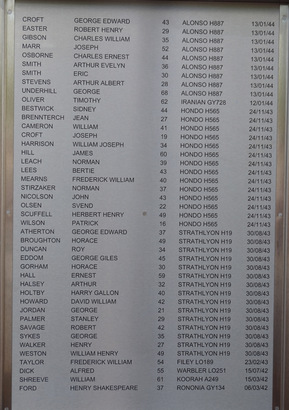 CROFT GEORGE EDWARD 43 ALONSO H887 13/01/44
EASTER ROBERT HENRY 29 ALONSO H887 13/01/44
GIBSON CHARLES WILLIAM 35 ALONSO H887 13/01/44
MARR JOSEPH 52 ALONSO H887 13/01/44
OSBORNE CHARLES ERNEST 44 ALONSO H887 13/01/44
SMITH ARTHUR EVELYN 36 ALONSO H887 13/01/44
SMITH ERIC 30 ALONSO H887 13/01/44
STEVENS ARTHUR ALBERT 28 ALONSO H887 13/01/44
UNDERHILL GEORGE 68 ALONSO H887 13/01/44
OLIVER TIMOTHY 62 IRANIAN GY728 12/01/44
BESTWICK SIDNEY 44 HONDO H565 24/11/43
BRENNTERCH JEAN 27 HONDO H565 24/11/43
CAMERON WILLIAM 41 HONDO H565 24/11/43
CROFT JOSEPH 19 HONDO H565 24/11/43
HARRISON WILLIAM JOSEPH 34 HONDO H565 24/11/43
HILL JAMES 60 HONDO H565 24/11/43
LEACH NORMAN 39 HONDO H565 24/11/43
LEES BERTIE 43 HONDO H565 24/11/43
MEARNS FREDERICK WILLIAM 40 HONDO H565 24/11/43
STIRZAKER NORMAN 37 HONDO H565 24/11/43
NICOLSON JOHN 43 HONDO H565 24/11/43
OLSEN SVEND 22 HONDO H565 24/11/43
SCUFFELL HERBERT HENRY 49 HONDO H565 24/11/43
WILSON PATRICK 16 HONDO H565 24/11/43
ATHERTON GEORGE EDWARD 37 STRATHLYON H19 30/08/43
BROUGHTON HORACE 49 STRATHLYON H19 30/08/43
DUNCAN ROY 34 STRATHLYON H19 30/08/43
EDDOM GEORGE GILES 45 STRATHLYON H19 30/08/43
GORHAM HORACE 30 STRATHLYON H19 30/08/43
HALL ERNEST 59 STRATHLYON H19 30/08/43
HALSEY ARTHUR 32 STRATHLYON H19 30/08/43
HOLTBY HARRY GALLON 40 STRATHLYON H19 30/08/43
HOWARD DAVID WILLIAM 42 STRATHLYON H19 30/08/43
JORDAN GEORGE 21 STRATHLYON H19 30/08/43
PALMER STANLEY 29 STRATHLYON H19 30/08/43
SAVAGE ROBERT 42 STRATHLYON H19 30/08/43
SYKES GEORGE 35 STRATHLYON H19 30/08/43
WALKER HENRY 27 STRATHLYON H19 30/08/43
WESTON WILLIAM HENRY 49 STRATHLYON H19 30/08/43
TAYLOR FREDERICK WILLIAM 54 FILEY LO189 23/02/43
DICK ALFRED 55 WARBLER LO251 15/07/42
SHREEVE WILLIAM 61 KOORAH A249 15/03/42
FORD HENRY SHAKESPEARE 37 RONONIA GY134 06/03/42